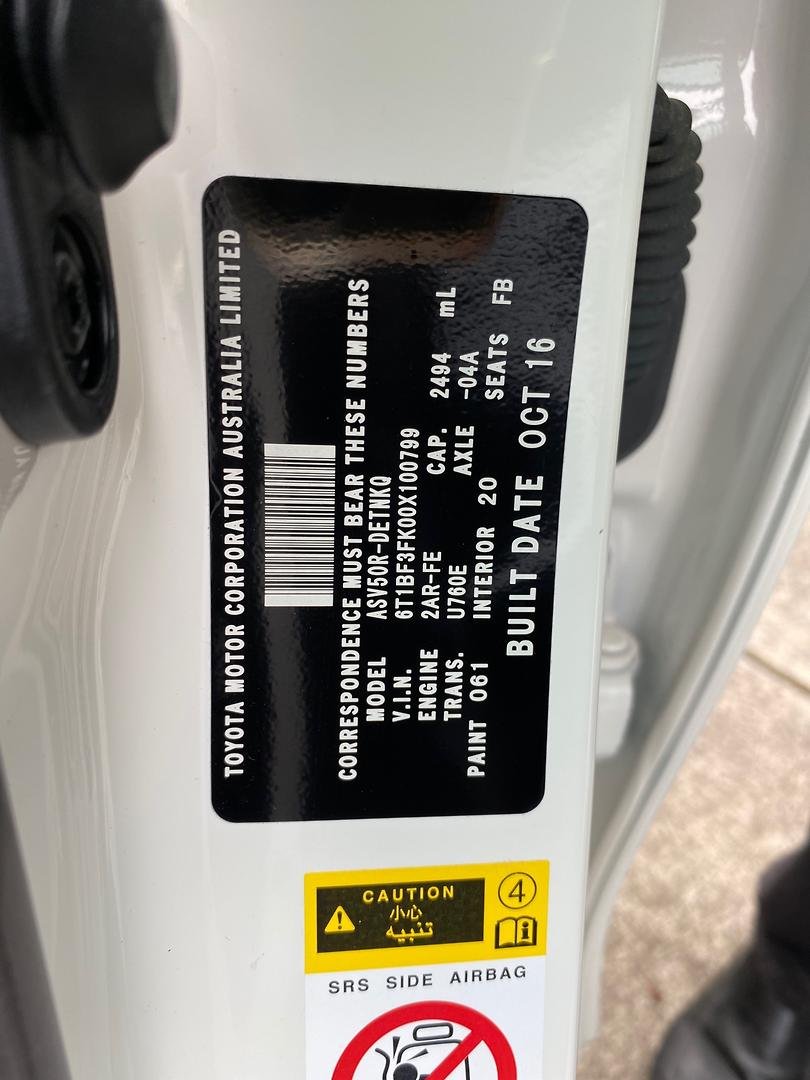 TOYOTA MOTOR CORPORATION AUSTRALIA LIMITED
CORRESPONDENCE MUST BEAR THESE NUMBERS
MODEL ASV50R-DETNKQ
V.I.N. 6T1BF3FK00X100799
ENGINE 2AR-FE CAP. 2494 mL
TRANS. U760E AXLE -04A
PAINT 061 INTERIOR 20 SEATS FB
BUILT DATE OCT 16
CAUTION
小心
تنبيه
4
SRS SIDE AIRBAG